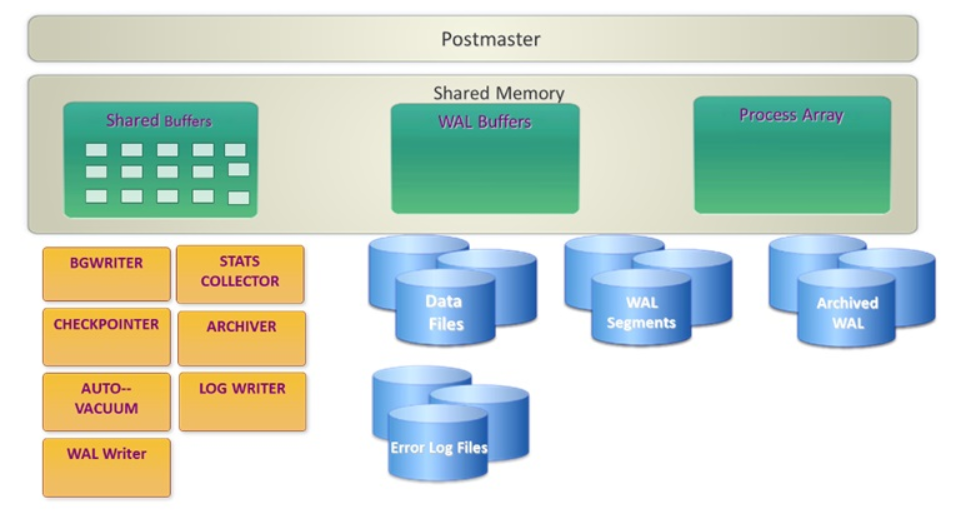 Postmaster
Shared Memory
Shared Buffers
WAL Buffers
Process Array
BGWRITER
STATS
COLLECTOR
CHECKPOINTER
ARCHIVER
AUTO--
VACUUM
LOG WRITER
WAL Writer
Data
Files
WAL
Segments
Archived
WAL
Error Log Files